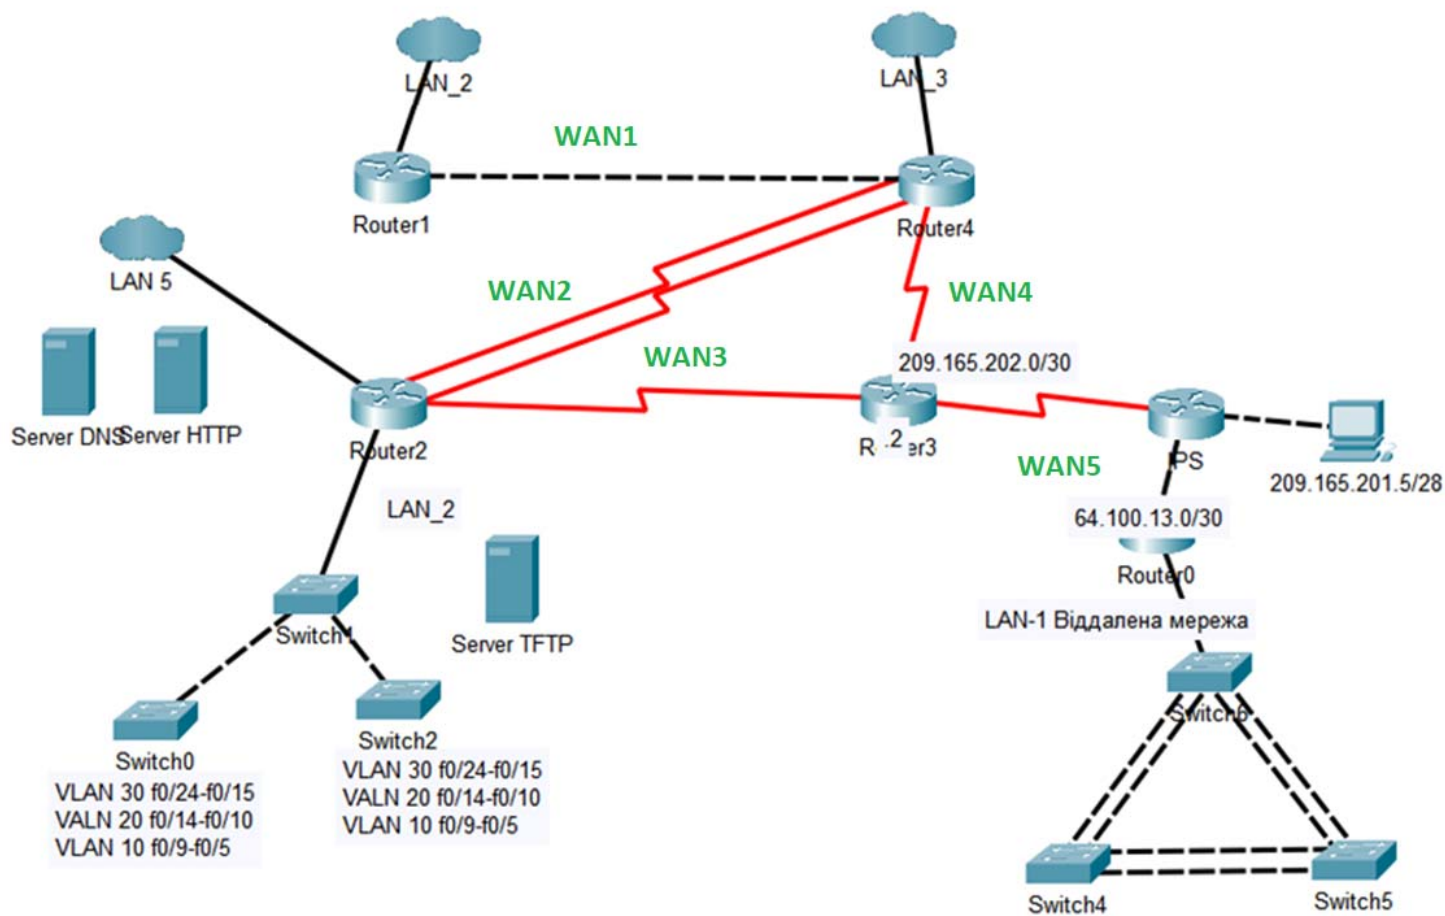 LAN_2
LAN_3
WAN1
Router1
Router4
LAN 5
WAN2
WAN4
WAN3
209.165.202.0/30
Server DNS
Server HTTP
Router2
.2
WAN5
IPS
209.165.201.5/28
LAN_2
64.100.13.0/30
Router0
LAN-1 Віддалена мережа
Switch1
Server TFTP
Switch6
Switch0
VLAN 30 f0/24-f0/15
VALN 20 f0/14-f0/10
VLAN 10 f0/9-f0/5
Switch2
VLAN 30 f0/24-f0/15
VALN 20 f0/14-f0/10
VLAN 10 f0/9-f0/5
Switch4
Switch5